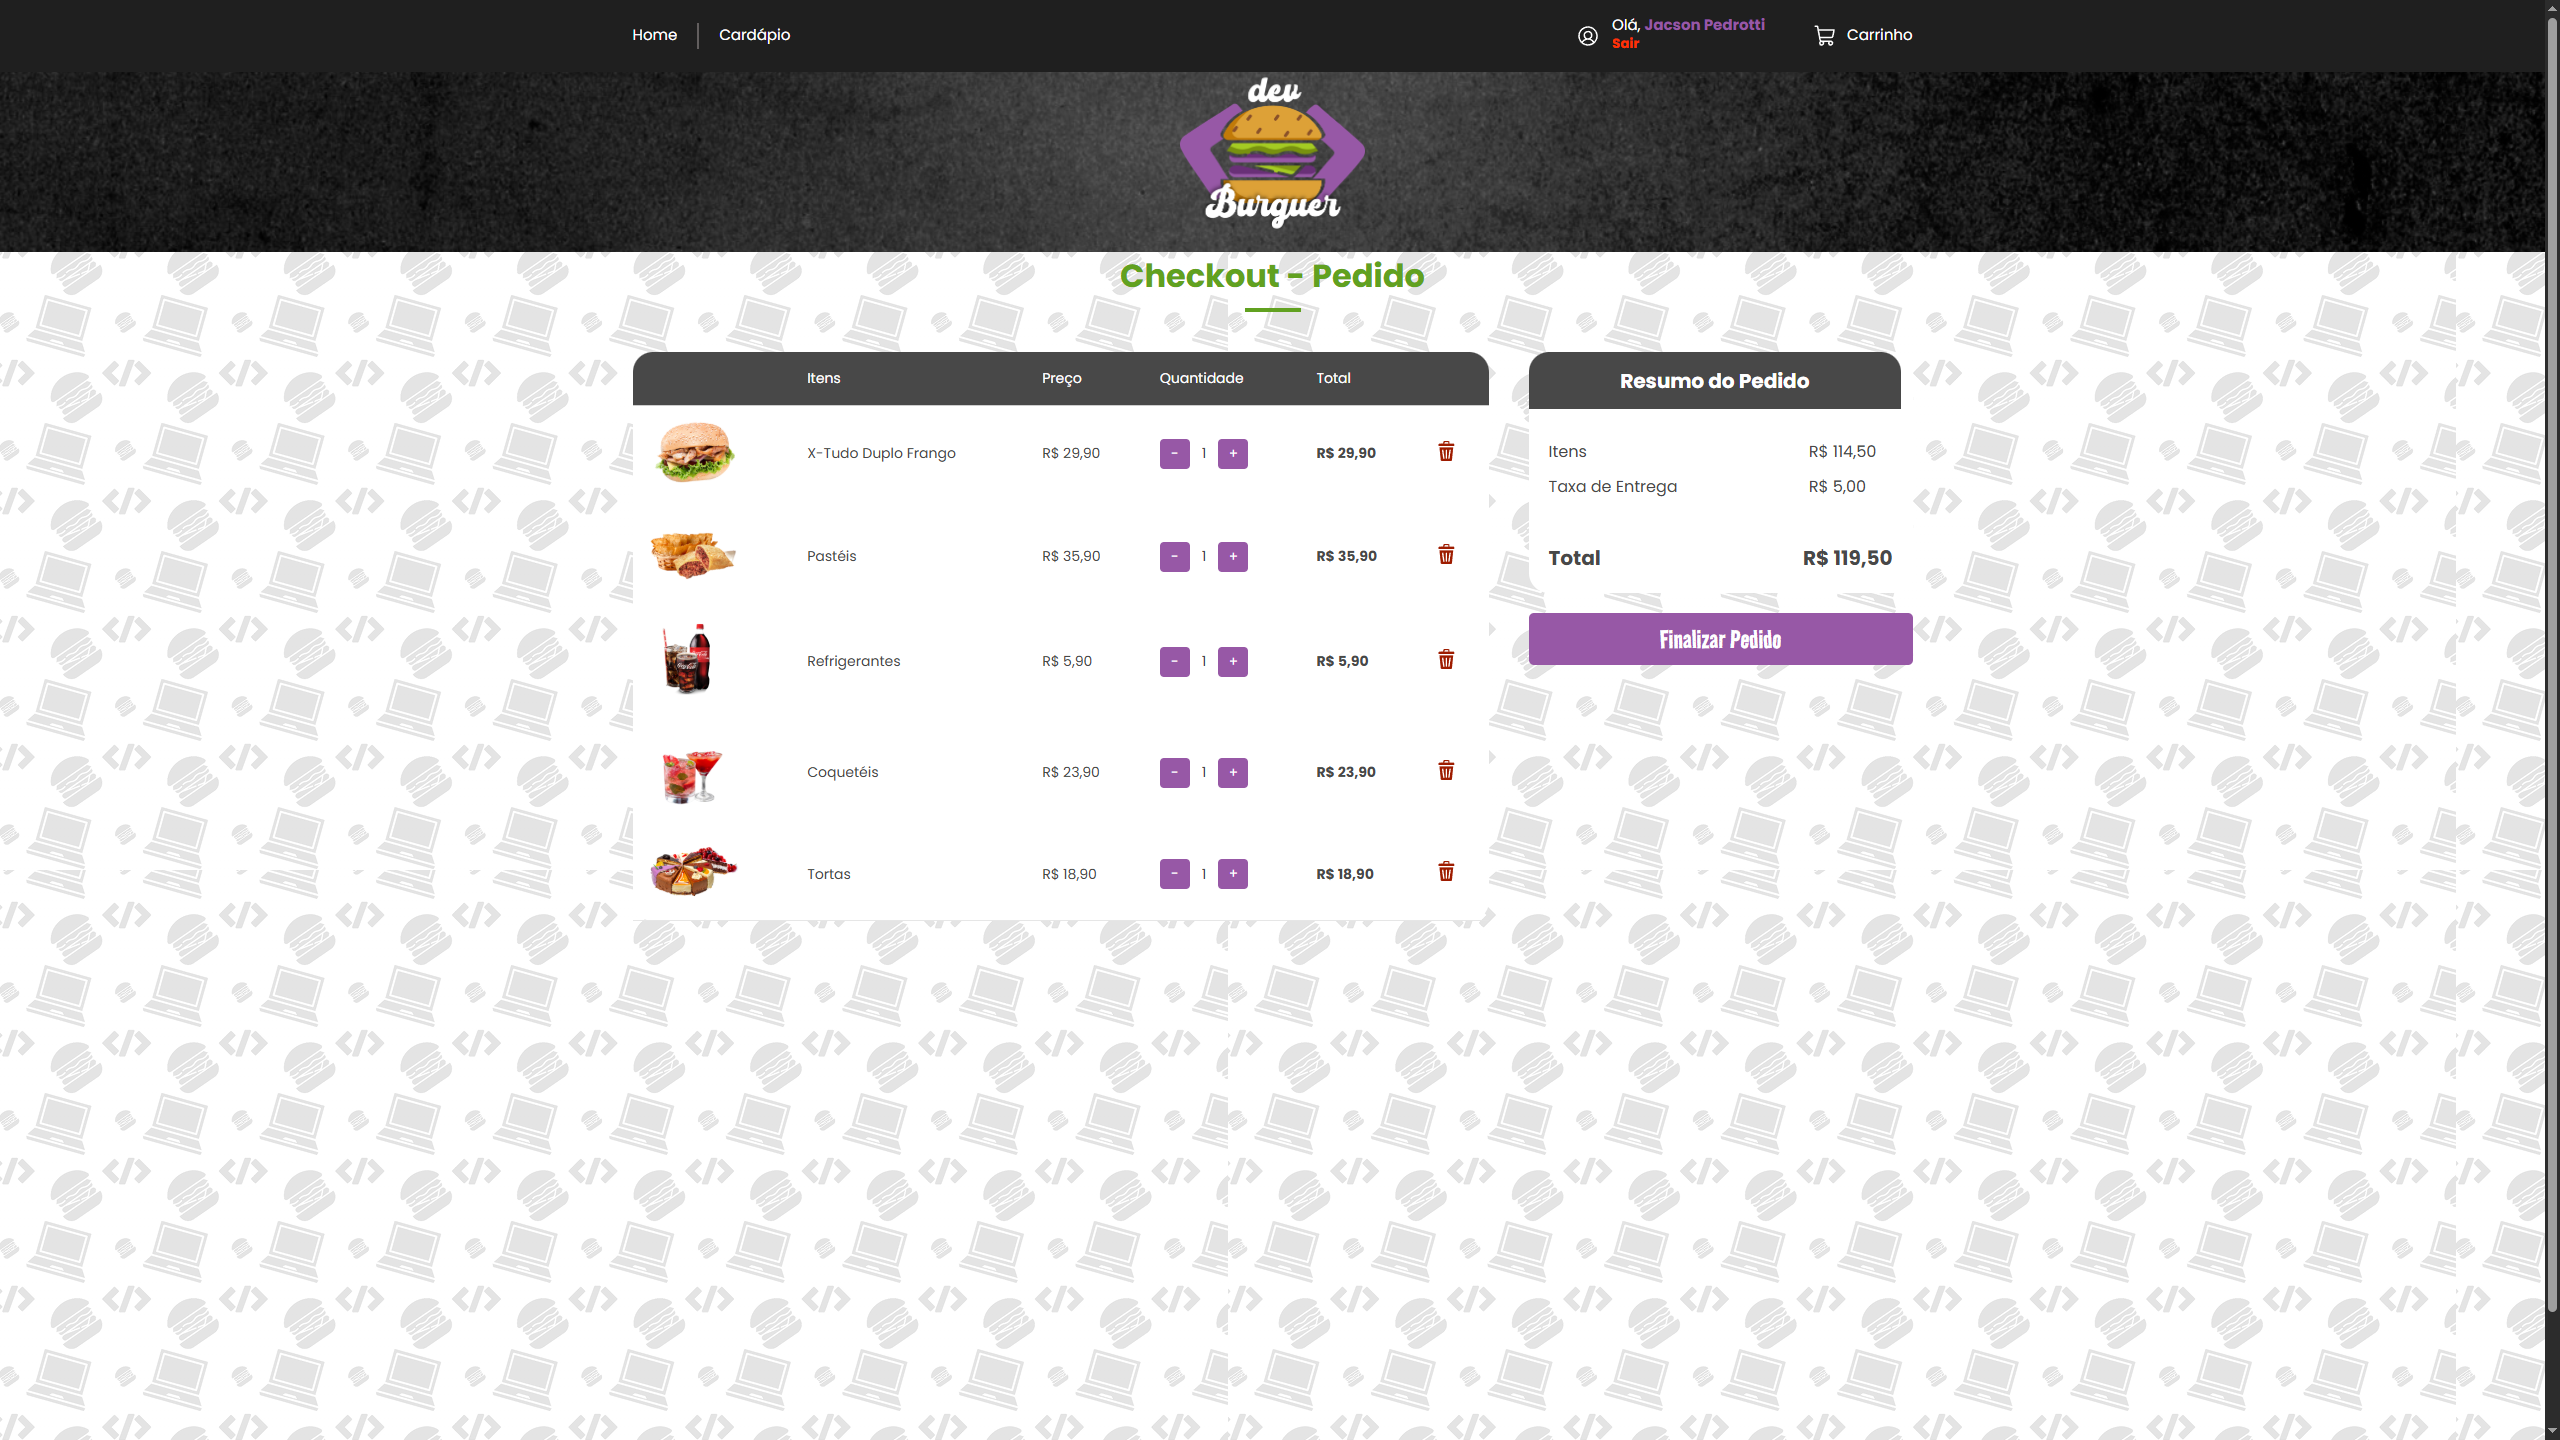 Home
Cardápio
Olá, Jacson Pedrotti
Sair
Carrinho
dev
Burguer
Checkout - Pedido
Itens Preço Quantidade Total
X-Tudo Duplo Frango R$ 29,90 - 1 + R$ 29,90
Pastéis R$ 35,90 - 1 + R$ 35,90
Refrigerantes R$ 5,90 - 1 + R$ 5,90
Coquetéis R$ 23,90 - 1 + R$ 23,90
Tortas R$ 18,90 - 1 + R$ 18,90
Resumo do Pedido
Itens R$ 114,50
Taxa de Entrega R$ 5,00
Total R$ 119,50
Finalizar Pedido